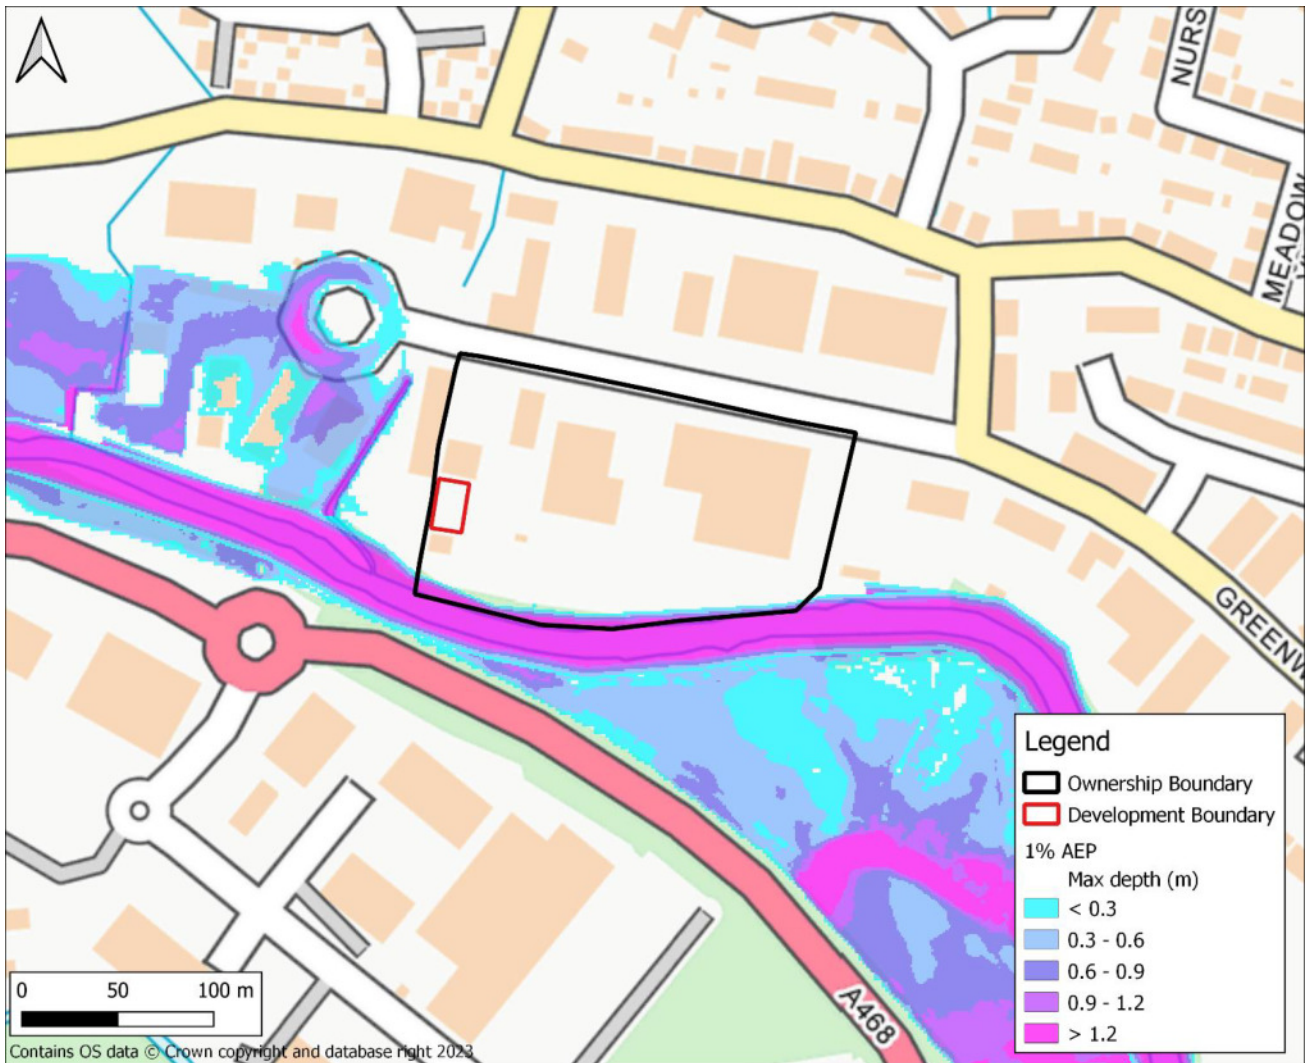 NURS
MEADOW
GREENW
A468
Legend
Ownership Boundary
Development Boundary
1% AEP
Max depth (m)
< 0.3
0.3 - 0.6
0.6 - 0.9
0.9 - 1.2
> 1.2
0 50 100 m
Contains OS data © Crown copyright and database right 2023